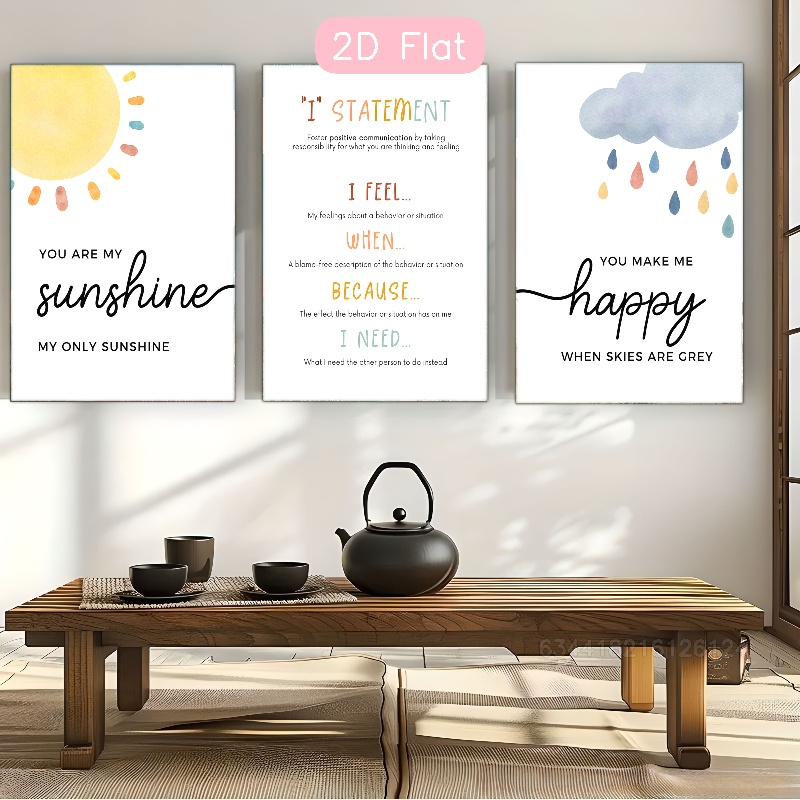 2D Flat
YOU ARE MY
sunshine
MY ONLY SUNSHINE
"I" STATEMENT
Foster positive communication by taking
responsibility for what you are thinking and feeling
I FEEL...
My feelings about a behavior or situation
WHEN...
A blame-free description of the behavior or situation
BECAUSE...
The effect the behavior or situation has on me
I NEED...
What I need the other person to do instead
YOU MAKE ME
happy
WHEN SKIES ARE GREY